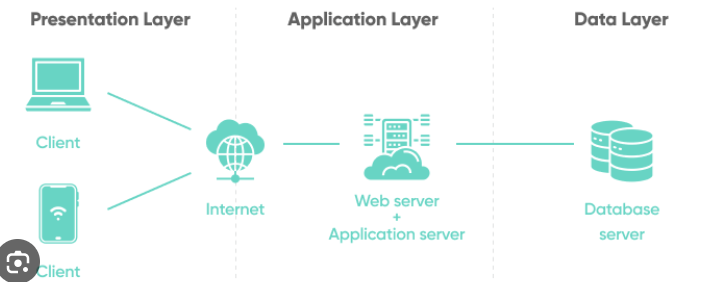 Presentation Layer
Application Layer
Data Layer
Client
Internet
Client
Web server
+
Application server
Database
server